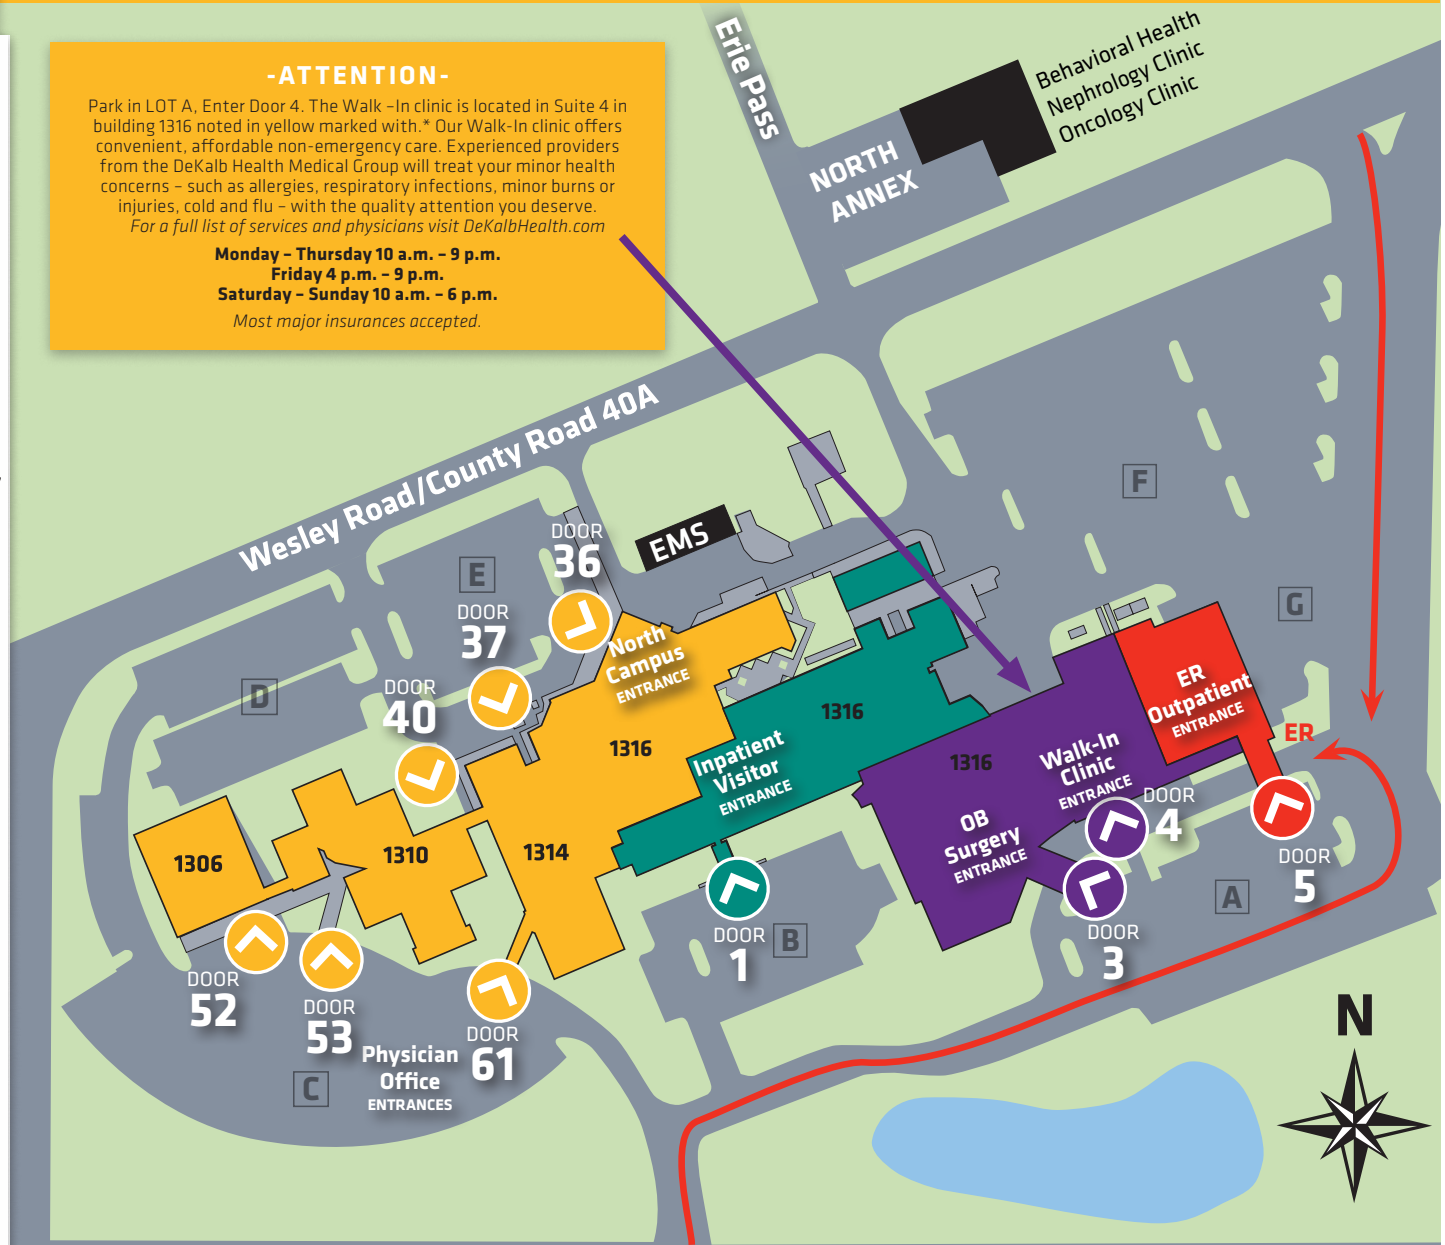 -ATTENTION-
Park in LOT A, Enter Door 4. The Walk –In clinic is located in Suite 4 in
building 1316 noted in yellow marked with.* Our Walk-In clinic offers
convenient, affordable non-emergency care. Experienced providers
from the DeKalb Health Medical Group will treat your minor health
concerns – such as allergies, respiratory infections, minor burns or
injuries, cold and flu – with the quality attention you deserve.
For a full list of services and physicians visit DeKalbHealth.com
Monday – Thursday 10 a.m. – 9 p.m.
Friday 4 p.m. – 9 p.m.
Saturday – Sunday 10 a.m. – 6 p.m.
Most major insurances accepted.
Erie Pass
Behavioral Health
Nephrology Clinic
Oncology Clinic
NORTH
ANNEX
Wesley Road/County Road 40A
EMS
F
E
G
D
DOOR
36
DOOR
37
DOOR
40
North
Campus
ENTRANCE
1316
1316
Inpatient
Visitor
ENTRANCE
1316
Walk-In
Clinic
ENTRANCE
OB
Surgery
ENTRANCE
ER
Outpatient
ENTRANCE
ER
DOOR
4
DOOR
5
A
DOOR
3
1306
1310
1314
DOOR
1
B
DOOR
52
DOOR
53
DOOR
61
Physician
Office
ENTRANCES
C
N